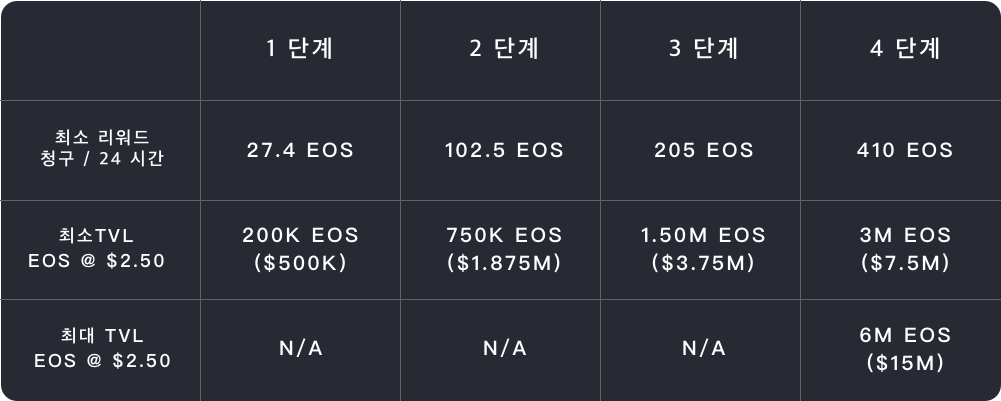 1 단계 2 단계 3 단계 4 단계
최소 리워드
청구 / 24 시간
27.4 EOS 102.5 EOS 205 EOS 410 EOS
최소TVL
EOS @ $2.50
200K EOS
($500K)
750K EOS
($1.875M)
1.50M EOS
($3.75M)
3M EOS
($7.5M)
최대 TVL
EOS @ $2.50
N/A N/A N/A
6M EOS
($15M)